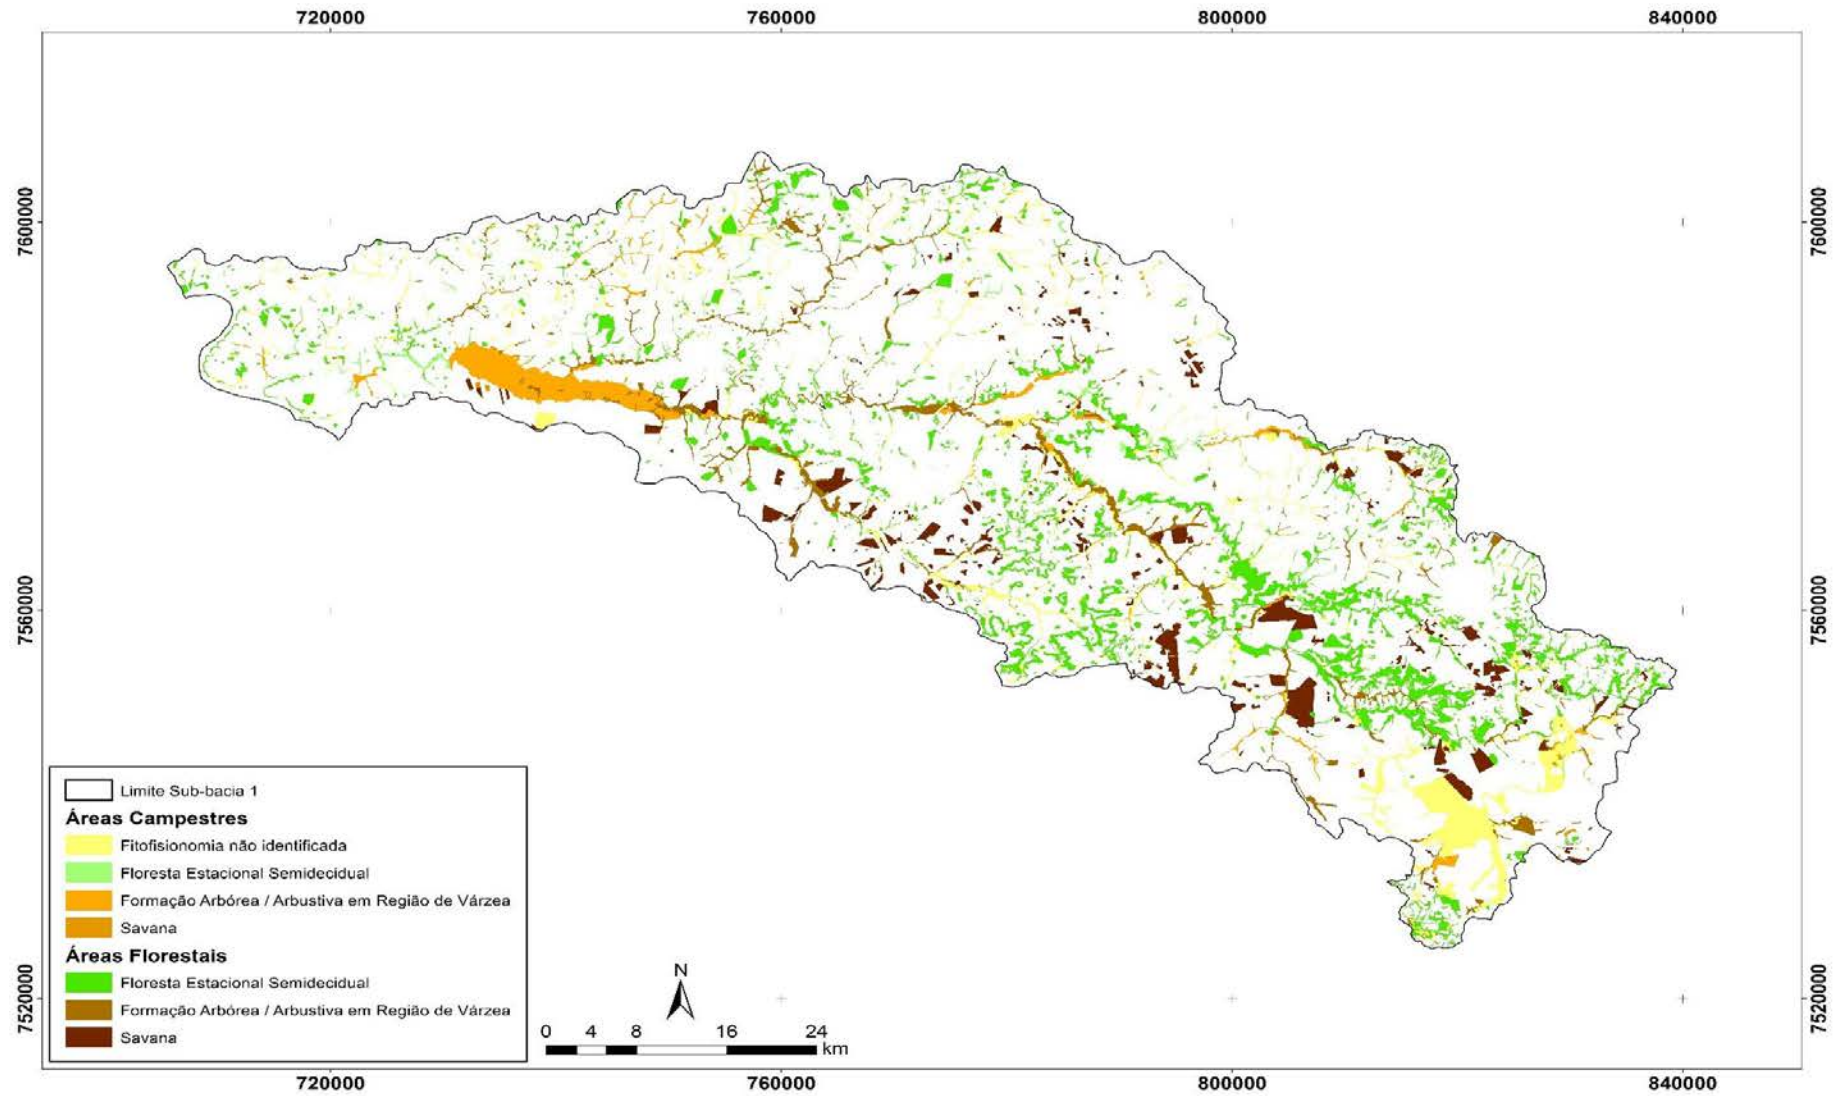 720000 760000 800000 840000
7600000 7600000
7560000 7560000
Limite Sub-bacia 1
Áreas Campestres
Fitofisionomia não identificada
Floresta Estacional Semidecidual
Formação Arbórea / Arbustiva em Região de Várzea
Savana
Áreas Florestais
Floresta Estacional Semidecidual
Formação Arbórea / Arbustiva em Região de Várzea
Savana
N
0 4 8 16 24
km
7520000 7520000
720000 760000 800000 840000